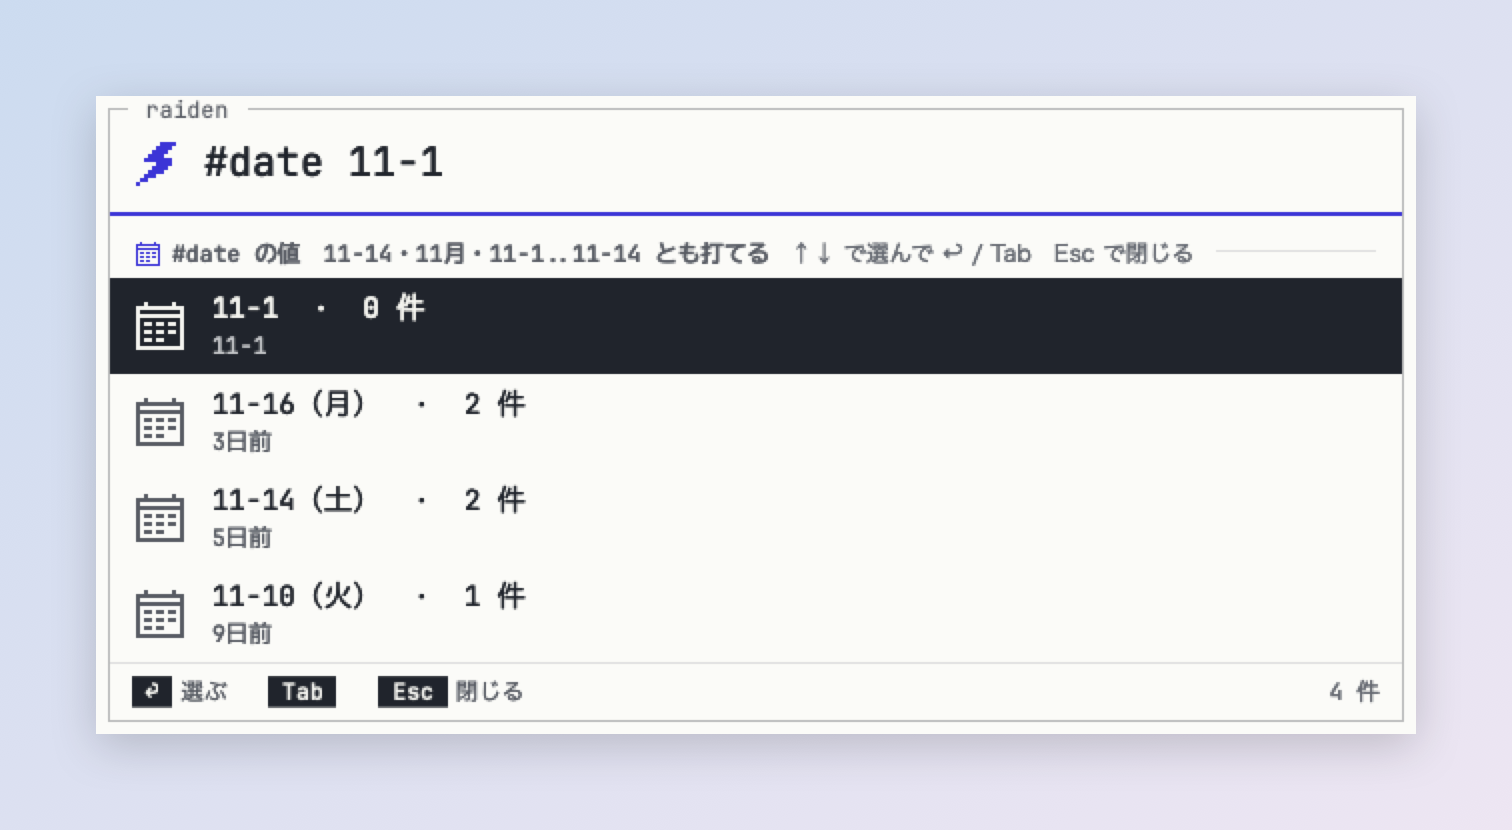 raiden
#date 11-1
#date の値 11-14・11月・11-1..11-14 とも打てる ↑↓ で選んで ↩ / Tab Esc で閉じる
11-1 · 0 件
11-1
11-16（月） · 2 件
3日前
11-14（土） · 2 件
5日前
11-10（火） · 1 件
9日前
↩ 選ぶ Tab Esc 閉じる 4 件